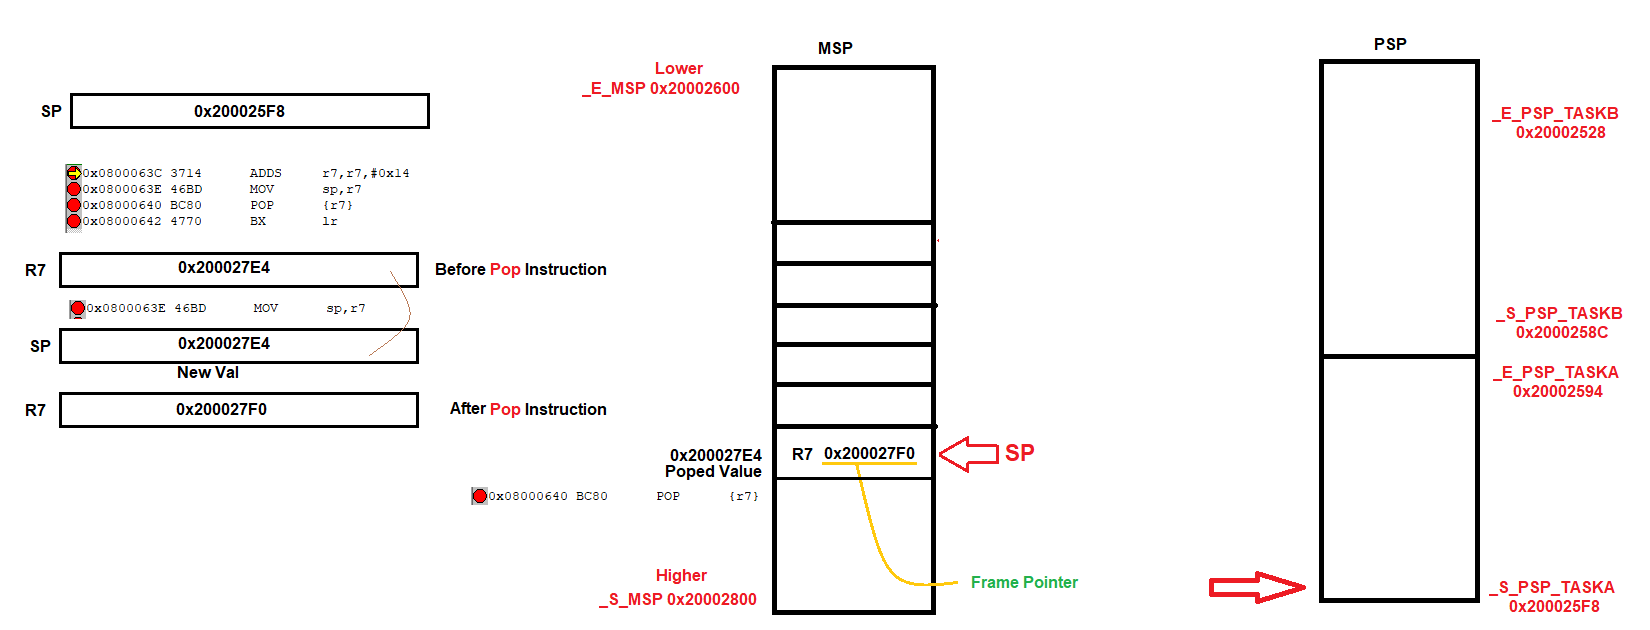 MSP
PSP
Lower
_E_MSP 0x20002600
SP 0x200025F8
_E_PSP_TASKB
0x20002528
0x0800063C 3714 ADDS r7,r7,#0x14
0x0800063E 46BD MOV sp,r7
0x08000640 BC80 POP {r7}
0x08000642 4770 BX lr
R7 0x200027E4 Before Pop Instruction
0x0800063E 46BD MOV sp,r7
_S_PSP_TASKB
0x2000258C
SP 0x200027E4
New Val
_E_PSP_TASKA
0x20002594
R7 0x200027F0 After Pop Instruction
0x200027E4
Poped Value
R7 0x200027F0
SP
0x08000640 BC80 POP {r7}
Higher
_S_MSP 0x20002800
Frame Pointer
_S_PSP_TASKA
0x200025F8